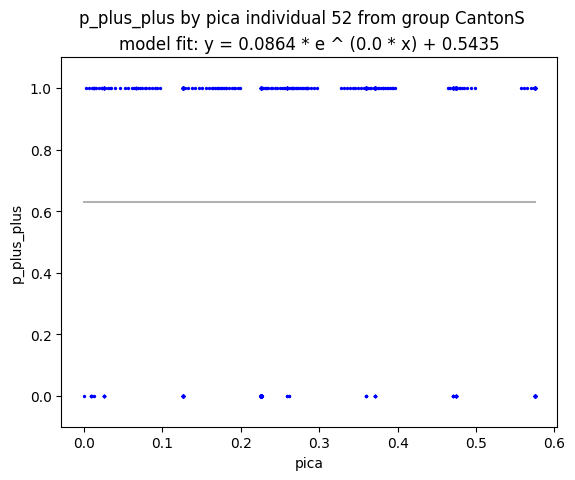 p_plus_plus by pica individual 52 from group CantonS
model fit: y = 0.0864 * e ^ (0.0 * x) + 0.5435
1.0
0.8
0.6
0.4
0.2
0.0
p_plus_plus
0.0 0.1 0.2 0.3 0.4 0.5 0.6
pica